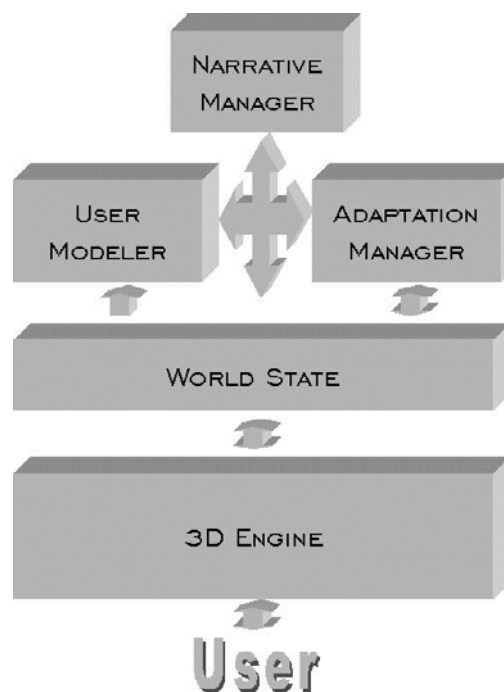 NARRATIVE
MANAGER
USER
MODELER
ADAPTATION
MANAGER
WORLD STATE
3D ENGINE
User